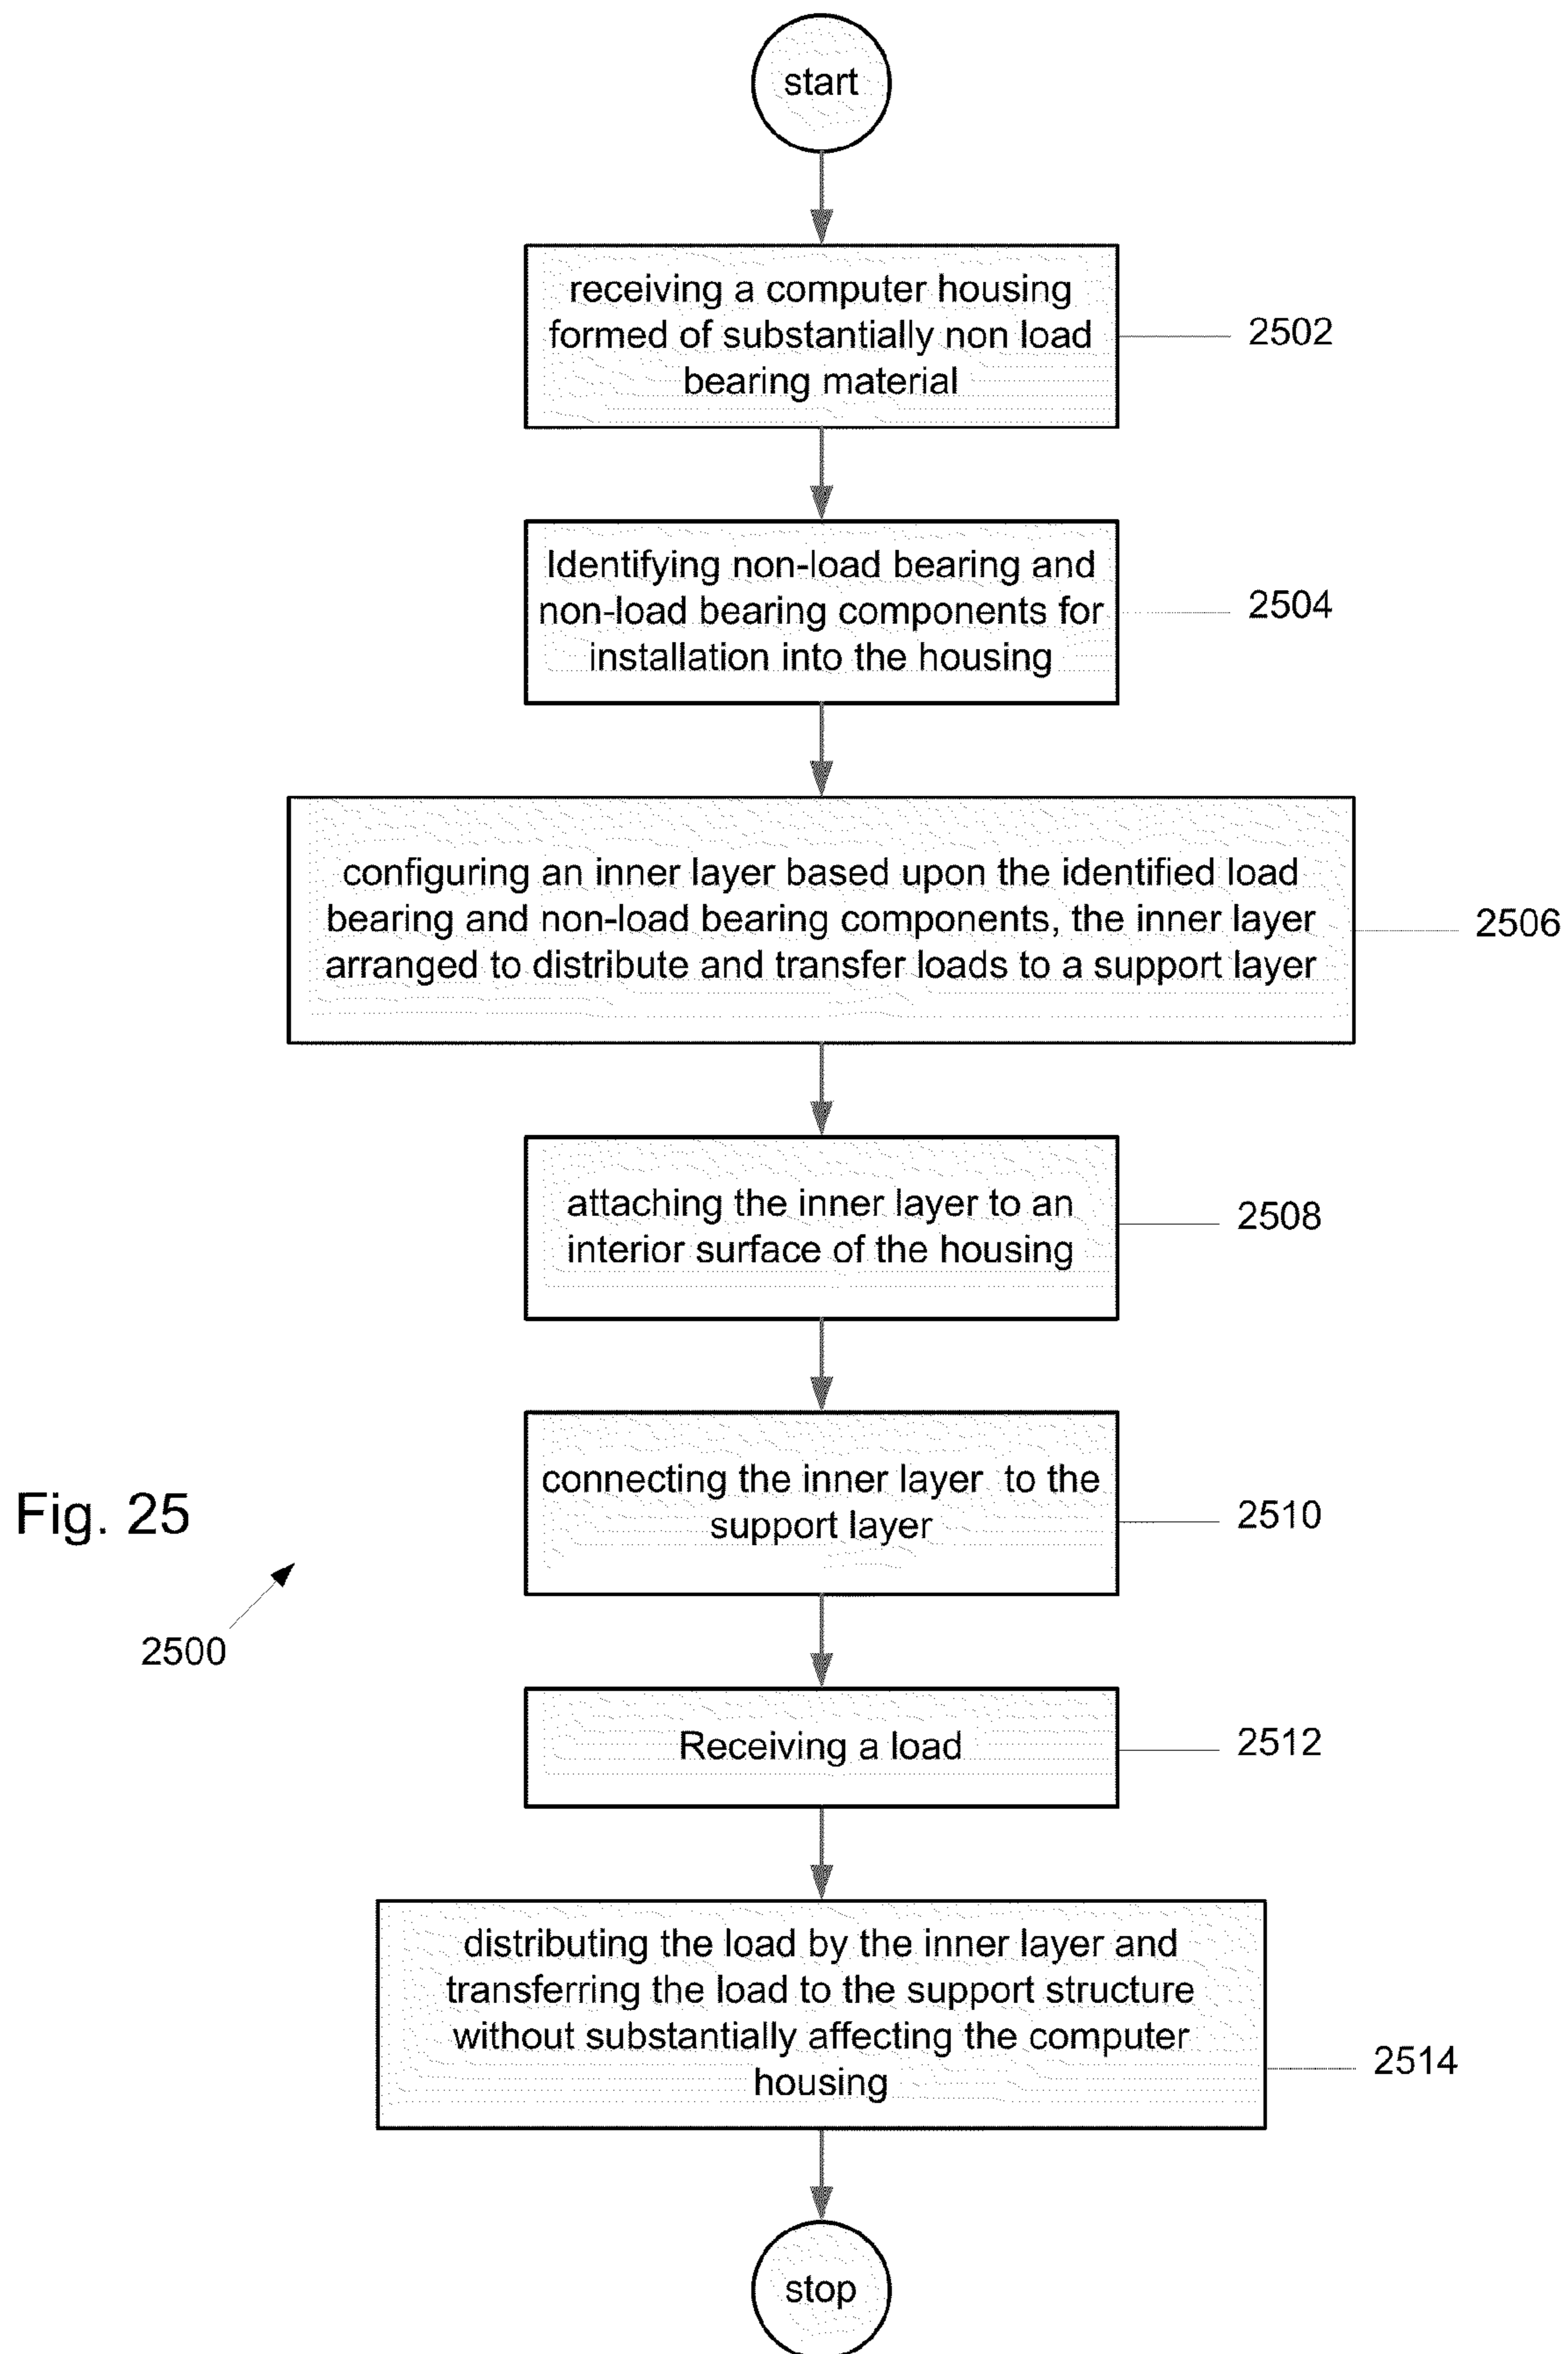 start
receiving a computer housing
formed of substantially non load
bearing material
2502
Identifying non-load bearing and
non-load bearing components for
installation into the housing
2504
configuring an inner layer based upon the identified load
bearing and non-load bearing components, the inner layer
arranged to distribute and transfer loads to a support layer
2506
attaching the inner layer to an
interior surface of the housing
2508
connecting the inner layer to the
support layer
2510
Fig. 25
2500
Receiving a load
2512
distributing the load by the inner layer and
transferring the load to the support structure
without substantially affecting the computer
housing
2514
stop